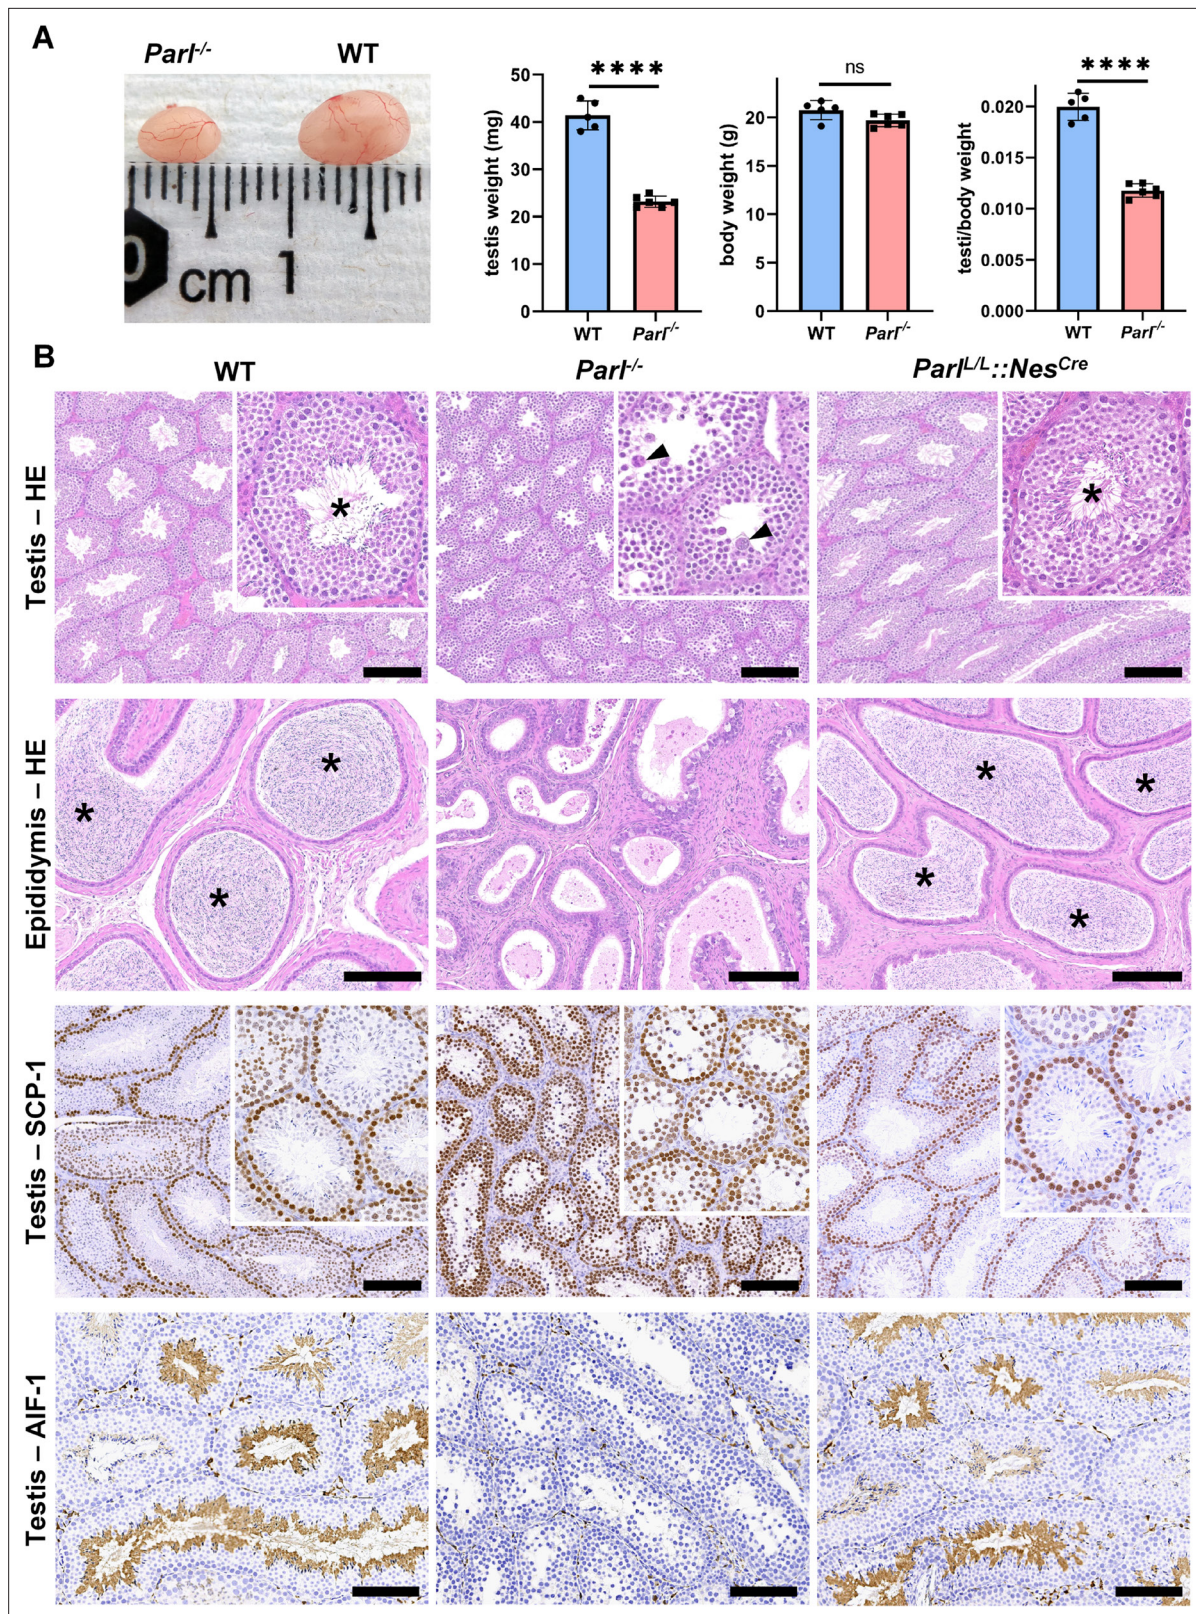 A
Parl-/-
WT
0
cm 1
testis weight (mg)
50
40
30
20
10
0
****
WT
Parl-/-
body weight (g)
20
15
10
5
0
ns
WT
Parl-/-
testi/body weight
0.020
0.015
0.010
0.005
0.000
****
WT
Parl-/-
B
WT
Parl-/-
ParlL/L::NesCre
Testis – HE
*
*
Epididymis – HE
*
*
*
*
*
*
*
Testis – SCP-1
Testis – AIF-1